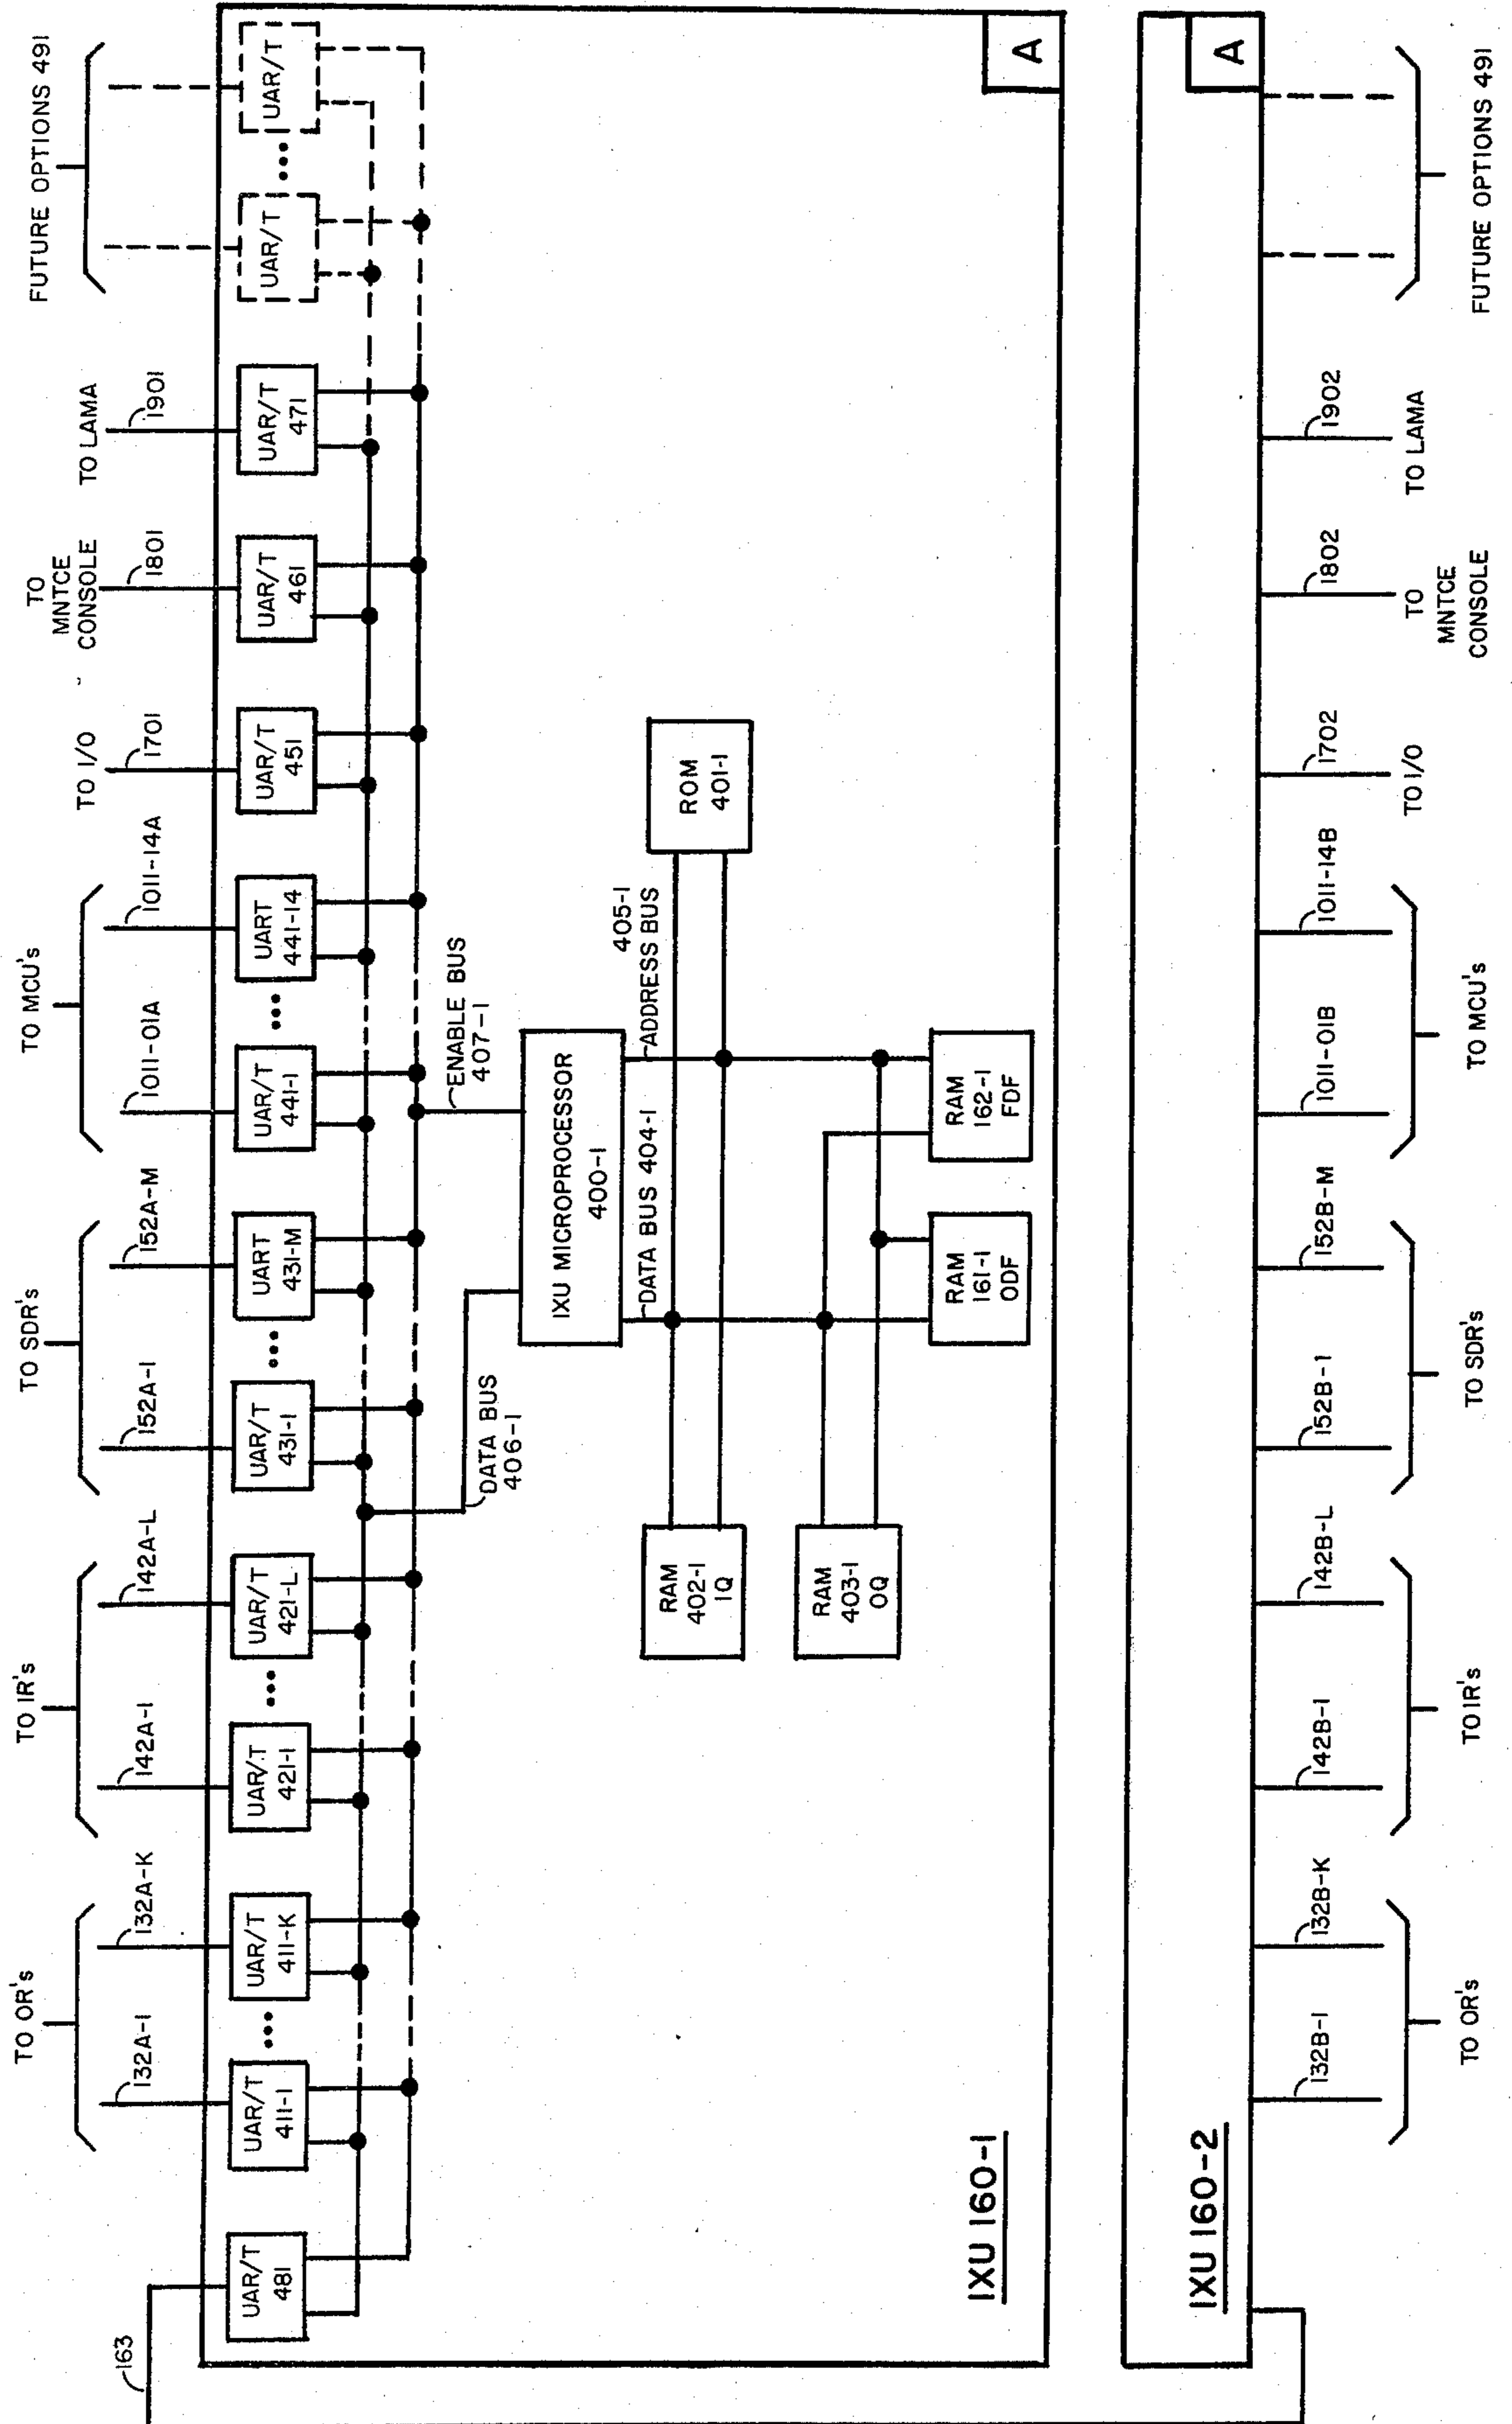 TO OR's
TO IR's
TO SDR's
TO MCU's
TO I/O
TO
MNTCE
CONSOLE
TO LAMA
FUTURE OPTIONS 491
163
132A-1
132A-K
142A-1
142A-L
152A-1
152A-M
1011-01A
1011-14A
1701
1801
1901
UAR/T
481
UAR/T
411-1
UAR/T
411-K
UAR/T
421-1
UAR/T
421-L
UAR/T
431-1
UART
431-M
UAR/T
441-1
UART
441-14
UAR/T
451
UAR/T
461
UAR/T
471
UAR/T
UAR/T
DATA BUS
406-1
ENABLE BUS
407-1
IXU MICROPROCESSOR
400-1
DATA BUS 404-1
405-1
ADDRESS BUS
RAM
402-1
IQ
ROM
401-1
RAM
403-1
OQ
RAM
161-1
ODF
RAM
162-1
FDF
IXU 160-1
A
IXU 160-2
A
132B-1
132B-K
142B-1
142B-L
152B-1
152B-M
1011-01B
1011-14B
1702
1802
1902
TO OR's
TO IR's
TO SDR's
TO MCU's
TO I/O
TO
MNTCE
CONSOLE
TO LAMA
FUTURE OPTIONS 491